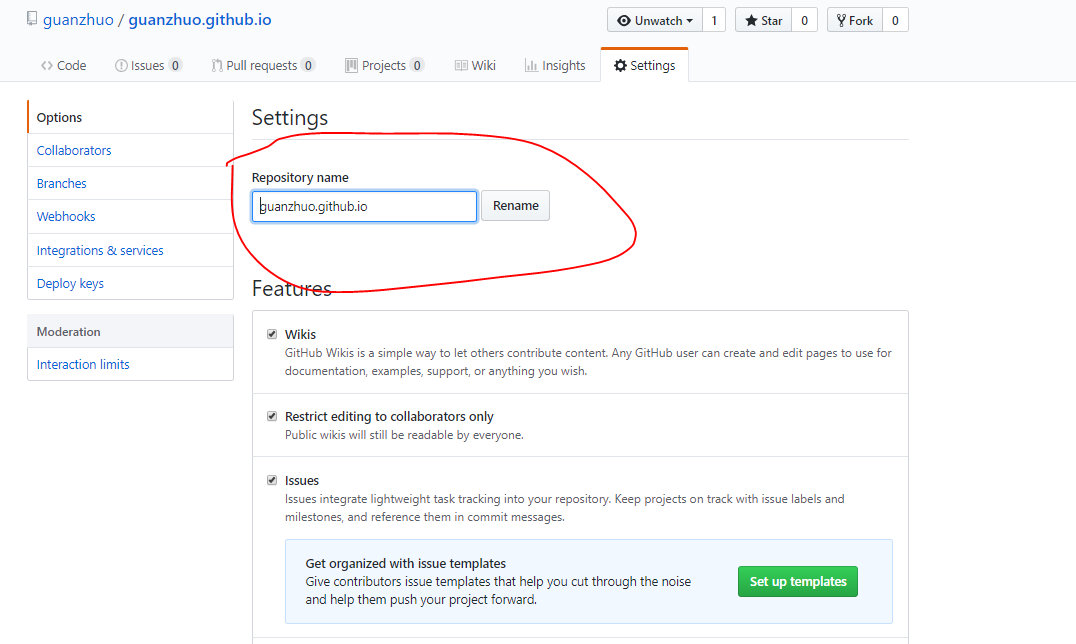 guanzhuo / guanzhuo.github.io
Unwatch 1 Star 0 Fork 0
Code Issues 0 Pull requests 0 Projects 0 Wiki Insights Settings
Options
Collaborators
Branches
Webhooks
Integrations & services
Deploy keys
Moderation
Interaction limits
Settings
Repository name
guanzhuo.github.io Rename
Features
Wikis
GitHub Wikis is a simple way to let others contribute content. Any GitHub user can create and edit pages to use for
documentation, examples, support, or anything you wish.
Restrict editing to collaborators only
Public wikis will still be readable by everyone.
Issues
Issues integrate lightweight task tracking into your repository. Keep projects on track with issue labels and
milestones, and reference them in commit messages.
Get organized with issue templates
Give contributors issue templates that help you cut through the noise
and help them push your project forward.
Set up templates